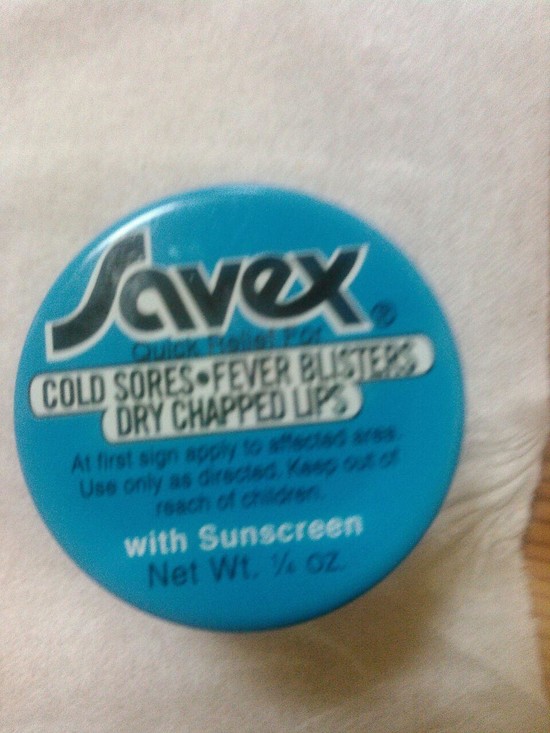 Savex®
Quick Relief For
COLD SORES•FEVER BLISTERS
DRY CHAPPED LIPS
At first sign apply to affected area.
Use only as directed. Keep out of
reach of children.
with Sunscreen
Net Wt. ¼ oz.